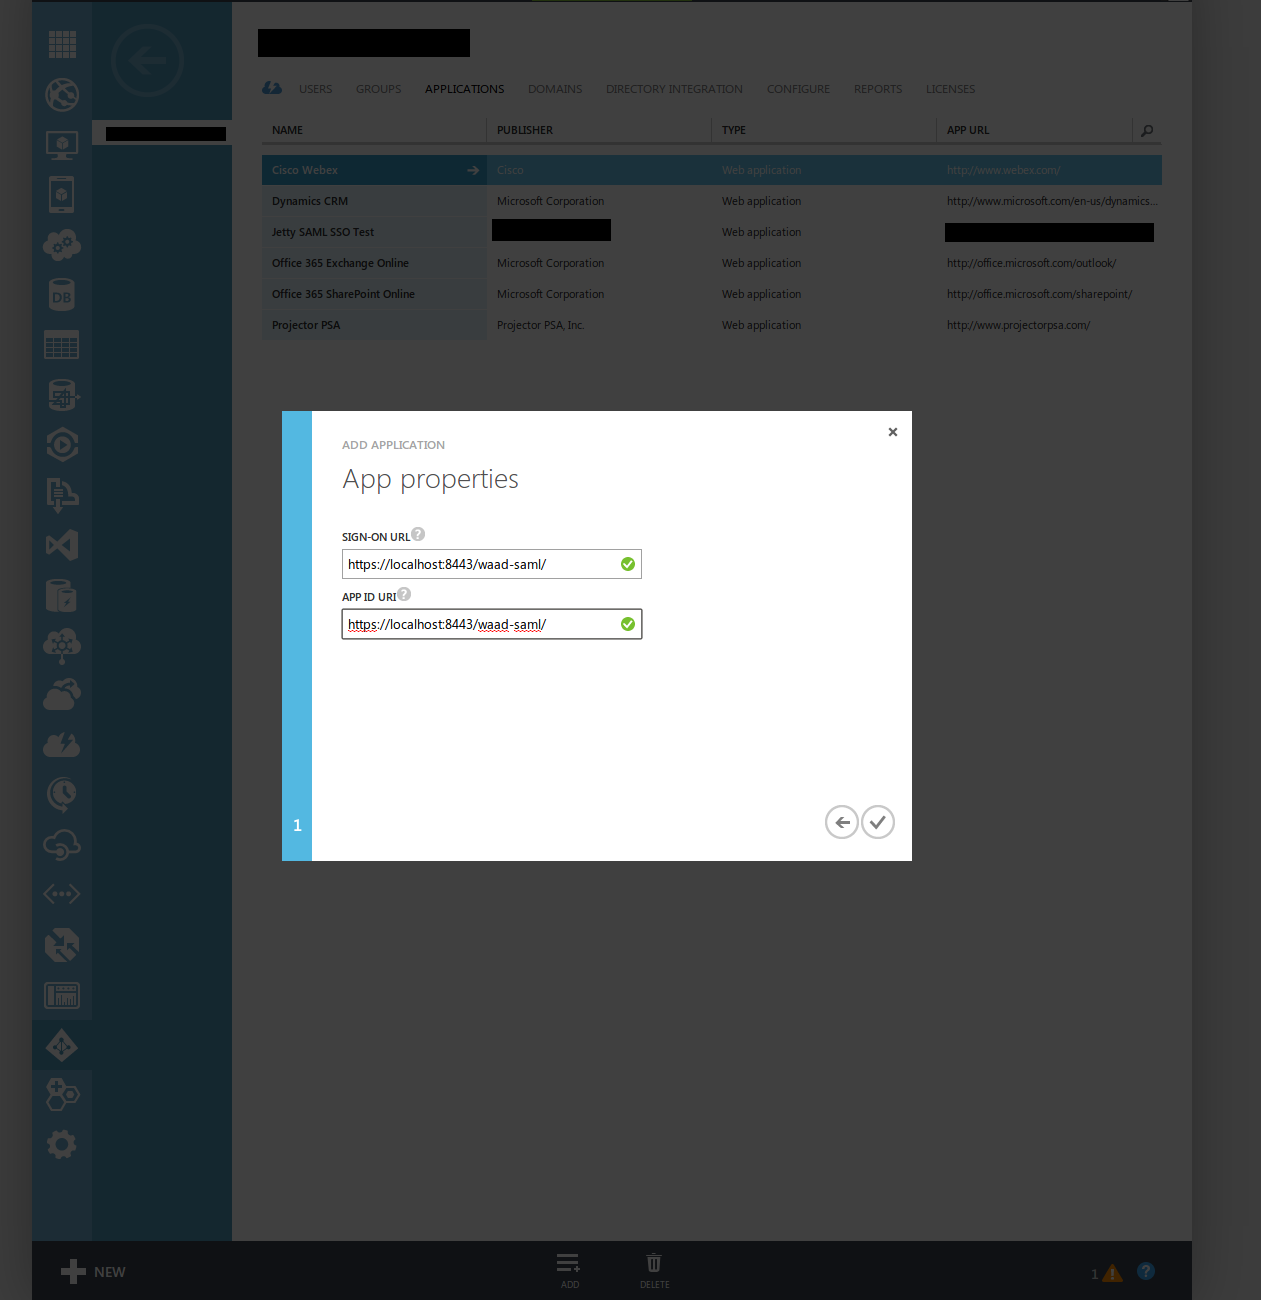 USERS GROUPS APPLICATIONS DOMAINS DIRECTORY INTEGRATION CONFIGURE REPORTS LICENSES
NAME PUBLISHER TYPE APP URL
Cisco Webex Cisco Web application http://www.webex.com/
Dynamics CRM Microsoft Corporation Web application http://www.microsoft.com/en-us/dynamics...
Jetty SAML SSO Test Web application
Office 365 Exchange Online Microsoft Corporation Web application http://office.microsoft.com/outlook/
Office 365 SharePoint Online Microsoft Corporation Web application http://office.microsoft.com/sharepoint/
Projector PSA Projector PSA, Inc. Web application http://www.projectorpsa.com/
DB
ADD APPLICATION
App properties
SIGN-ON URL ?
https://localhost:8443/waad-saml/
APP ID URI ?
https://localhost:8443/waad-saml/
1
NEW
ADD
DELETE
1 ! ?